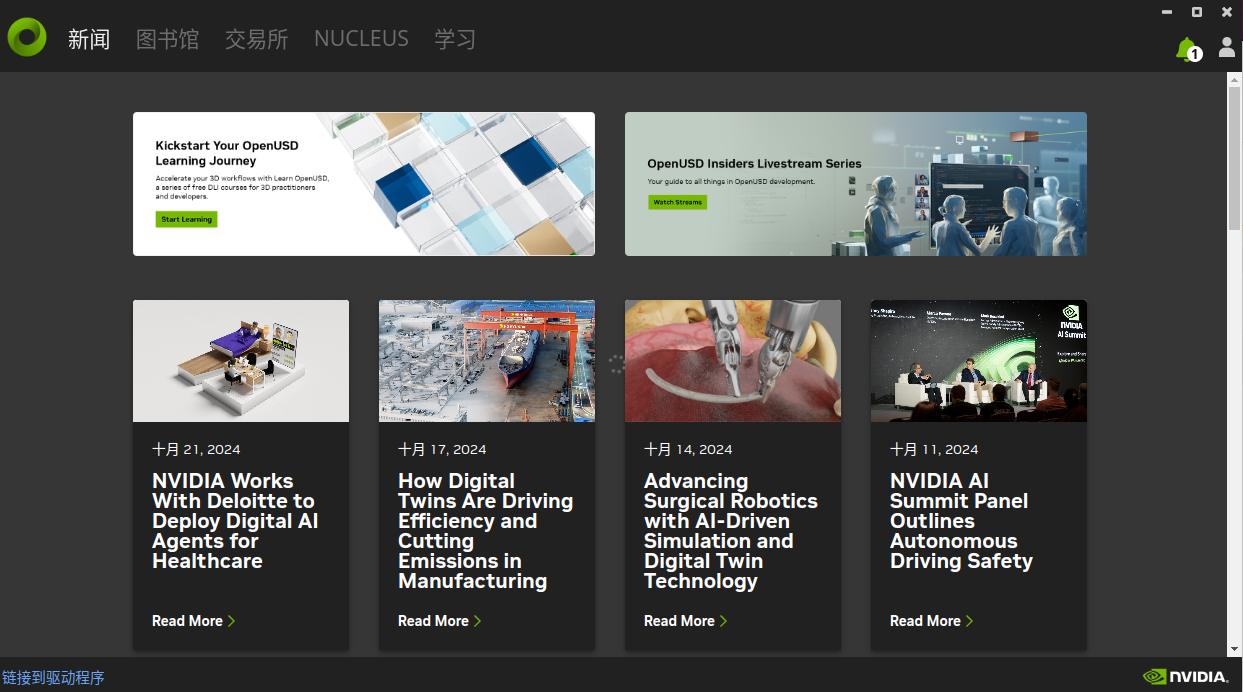 新闻 图书馆 交易所 NUCLEUS 学习
1
Kickstart Your OpenUSD
Learning Journey
Accelerate your 3D workflows with Learn OpenUSD,
a series of free DLI courses for 3D practitioners
and developers.
Start Learning
OpenUSD Insiders Livestream Series
Your guide to all things in OpenUSD development.
Watch Streams
NVIDIA
AI Summit
十月 21, 2024
NVIDIA Works
With Deloitte to
Deploy Digital AI
Agents for
Healthcare
Read More
十月 17, 2024
How Digital
Twins Are Driving
Efficiency and
Cutting
Emissions in
Manufacturing
Read More
十月 14, 2024
Advancing
Surgical Robotics
with AI-Driven
Simulation and
Digital Twin
Technology
Read More
十月 11, 2024
NVIDIA AI
Summit Panel
Outlines
Autonomous
Driving Safety
Read More
链接到驱动程序
NVIDIA.